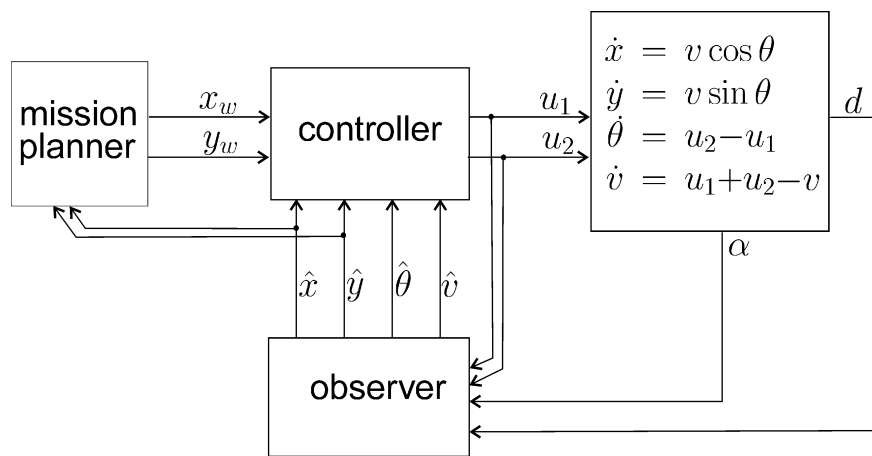 mission
planner
x_w
y_w
controller
u_1
u_2
ẋ = v cos θ
ẏ = v sin θ
θ̇ = u_2−u_1
v̇ = u_1+u_2−v
d
α
x̂
ŷ
θ̂
v̂
observer